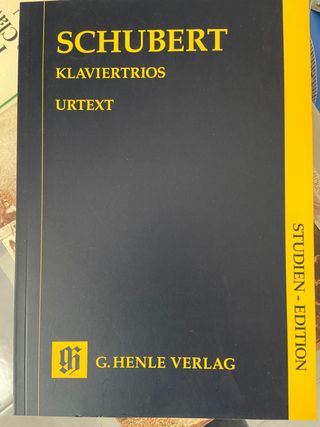 SCHUBERT
KLAVIERTRIOS
URTEXT
STUDIEN - EDITION
G. HENLE VERLAG